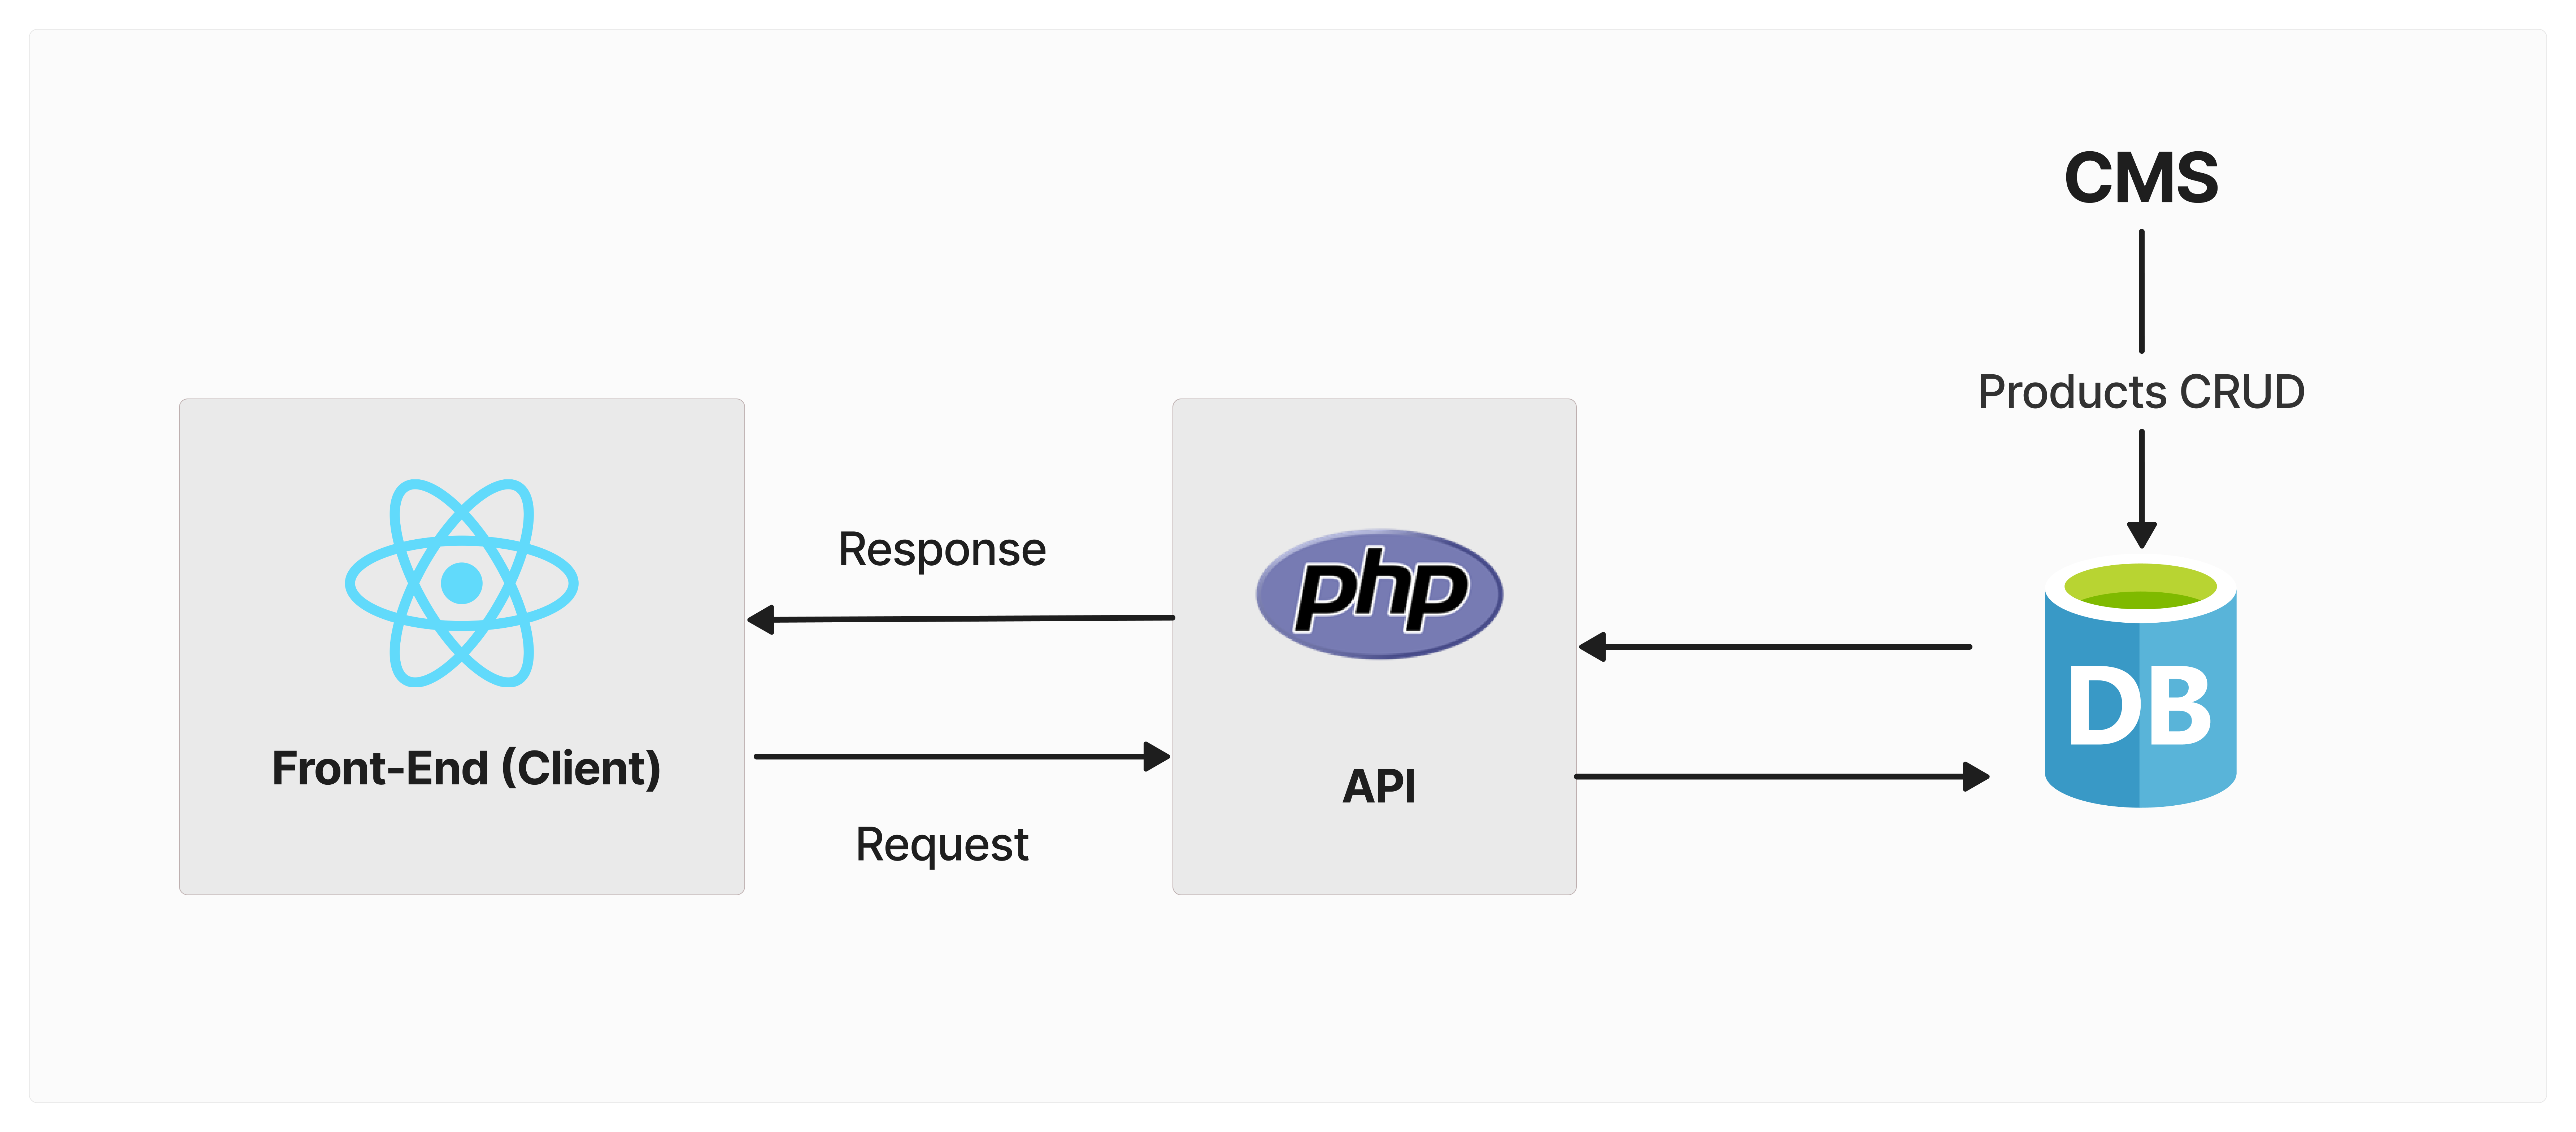 CMS
Products CRUD
Response
php
DB
Front-End (Client)
API
Request